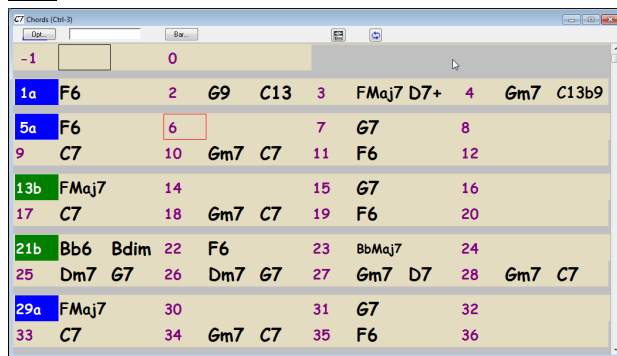 C7 Chords (Ctrl-3)
Opt... Bar...
-1 0
1a F6 2 G9 C13 3 FMaj7 D7+ 4 Gm7 C13b9
5a F6 6 7 G7 8
9 C7 10 Gm7 C7 11 F6 12
13b FMaj7 14 15 G7 16
17 C7 18 Gm7 C7 19 F6 20
21b Bb6 Bdim 22 F6 23 BbMaj7 24
25 Dm7 G7 26 Dm7 G7 27 Gm7 D7 28 Gm7 C7
29a FMaj7 30 31 G7 32
33 C7 34 Gm7 C7 35 F6 36